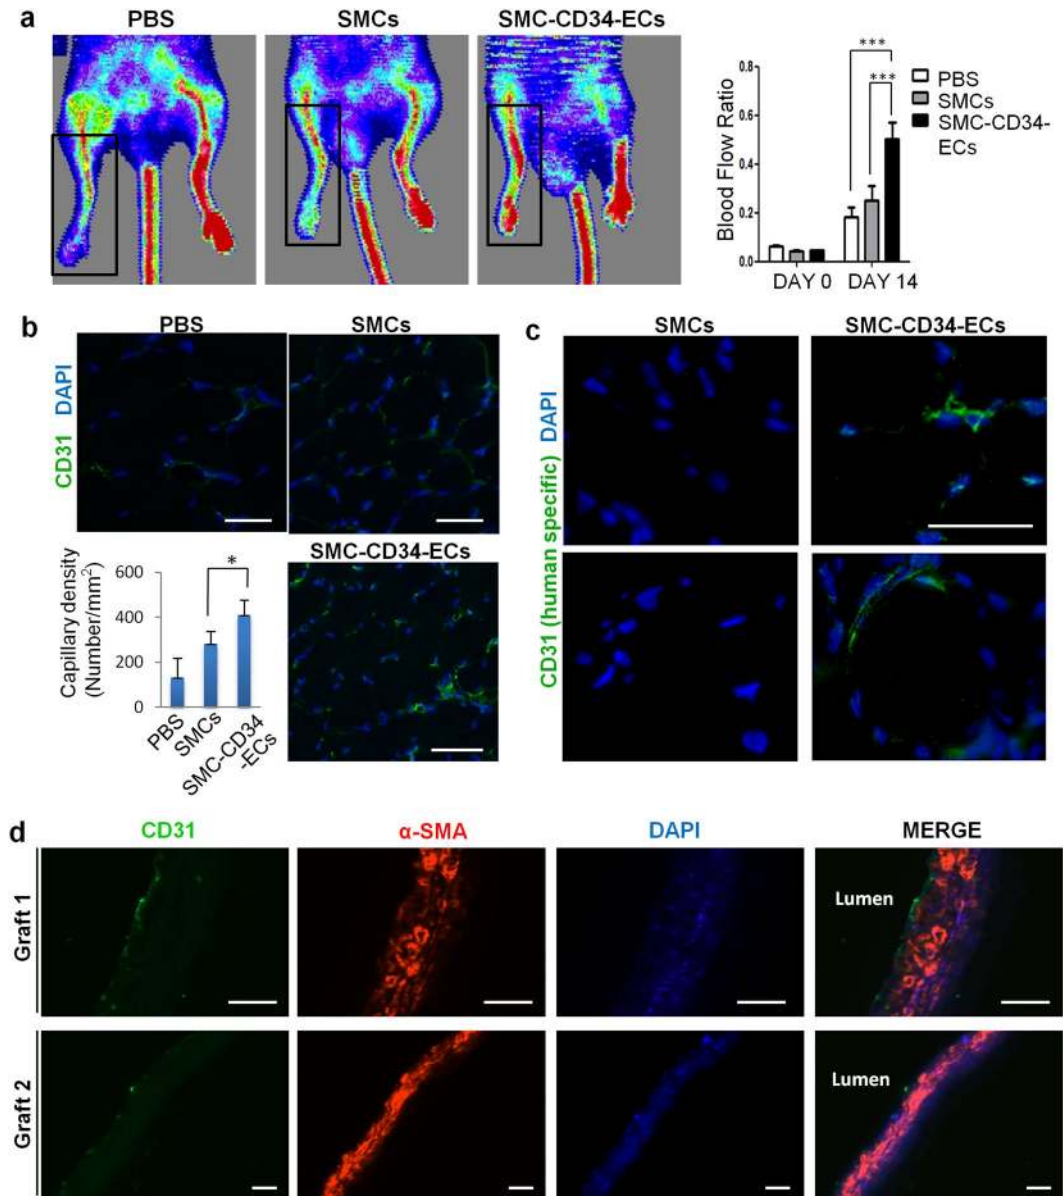 a
PBS
SMCs
SMC-CD34-ECs
Blood Flow Ratio
0.8
0.6
0.4
0.2
0.0
***
***
DAY 0
DAY 14
PBS
SMCs
SMC-CD34-
ECs
b
PBS
SMCs
CD31 DAPI
SMC-CD34-ECs
Capillary density
(Number/mm²)
600
400
200
0
*
PBS
SMCs
SMC-CD34
-ECs
c
SMCs
SMC-CD34-ECs
CD31 (human specific) DAPI
d
CD31
α-SMA
DAPI
MERGE
Graft 1
Lumen
Graft 2
Lumen